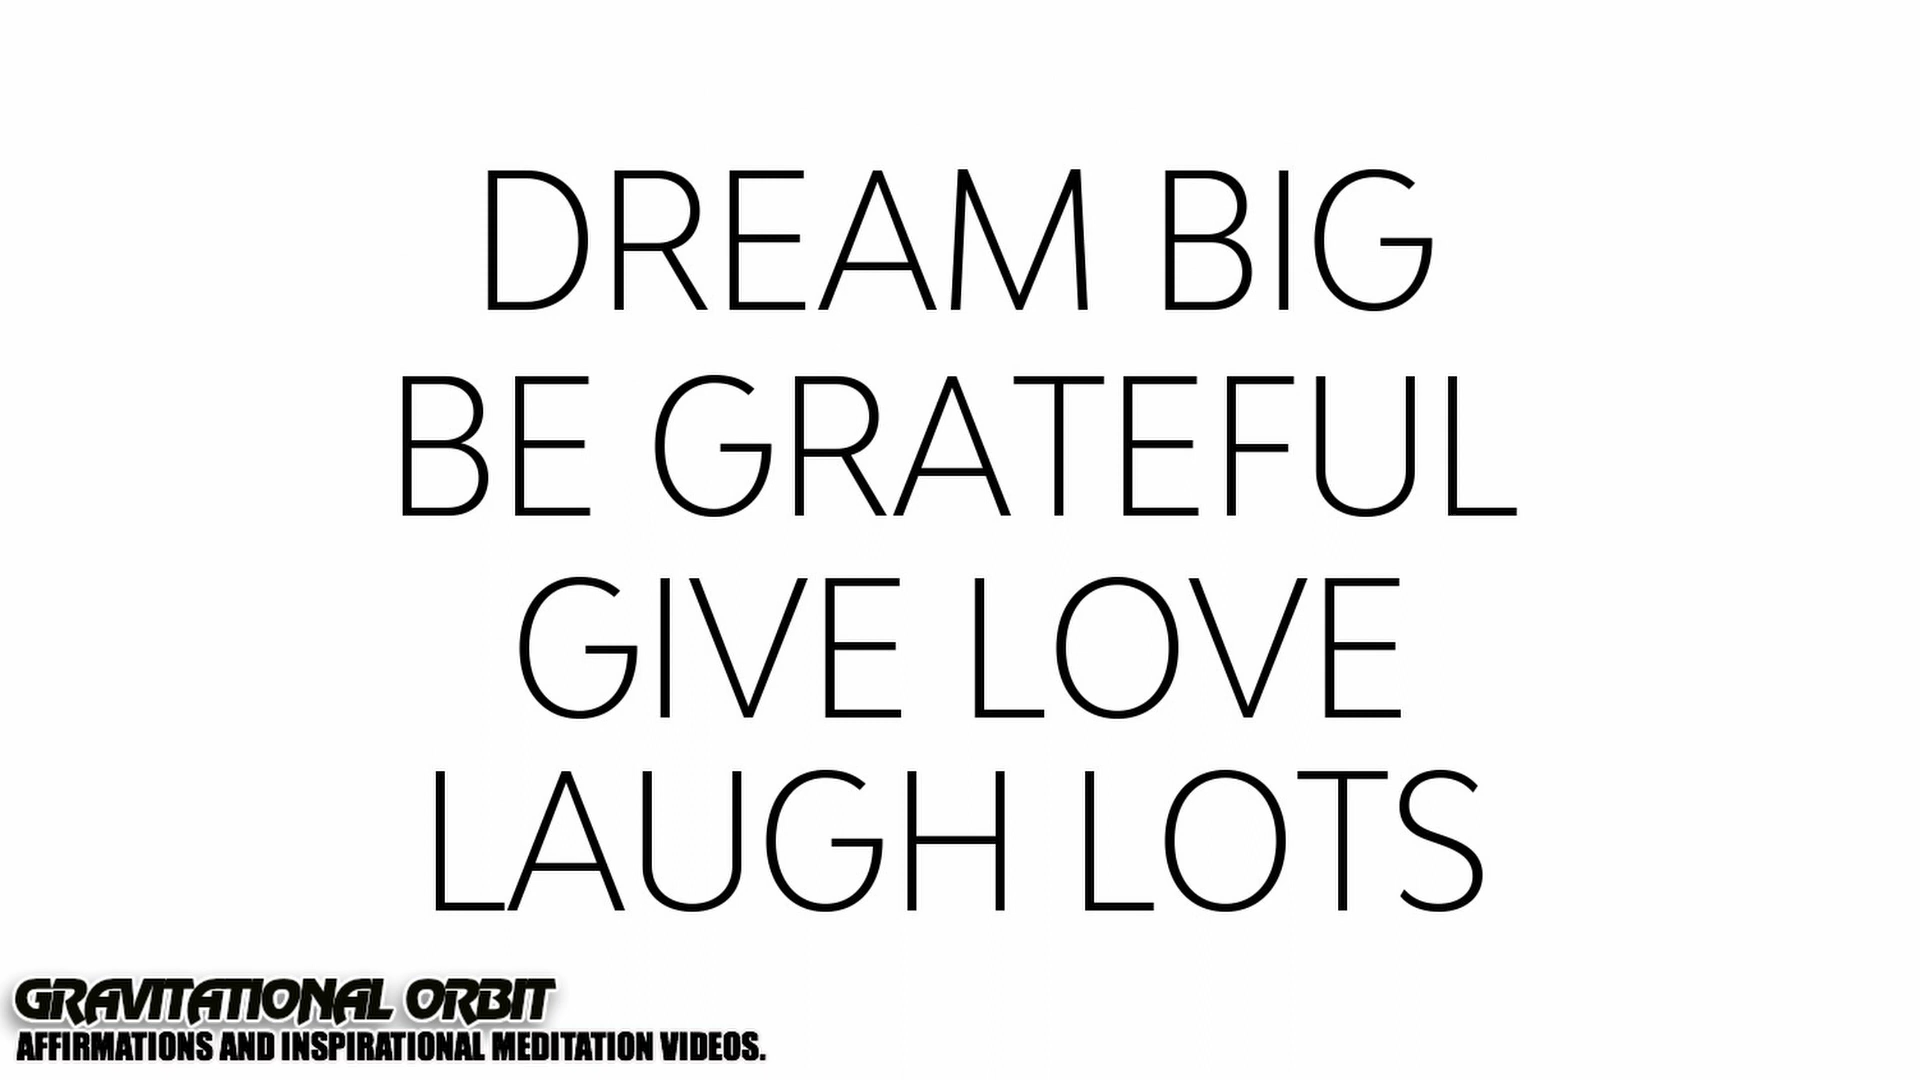 DREAM BIG
BE GRATEFUL
GIVE LOVE
LAUGH LOTS
GRAVITATIONAL ORBIT
AFFIRMATIONS AND INSPIRATIONAL MEDITATION VIDEOS.